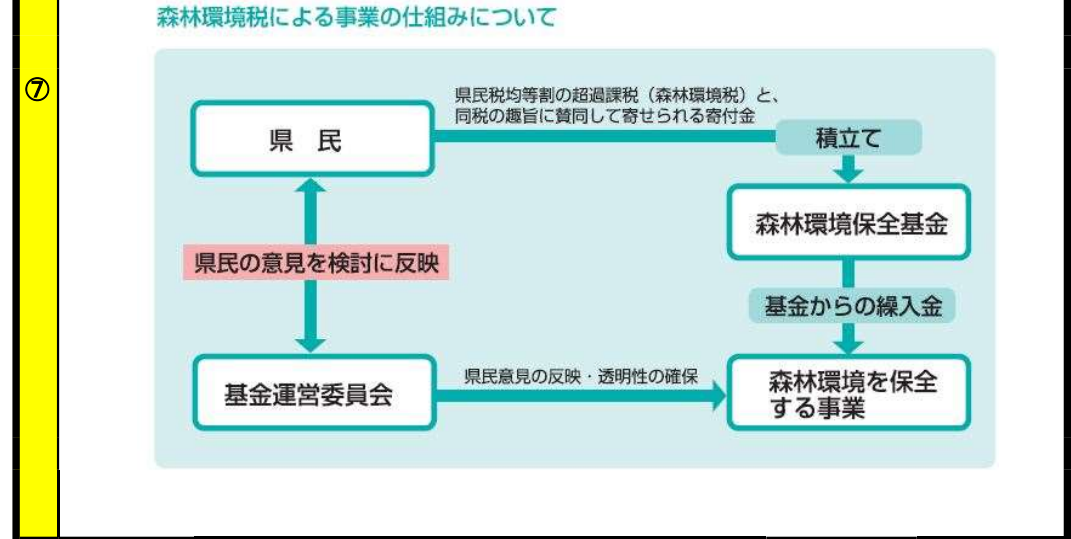 森林環境税による事業の仕組みについて
⑦
県民税均等割の超過課税（森林環境税）と、
同税の趣旨に賛同して寄せられる寄付金
県 民
積立て
森林環境保全基金
県民の意見を検討に反映
基金からの繰入金
基金運営委員会
県民意見の反映・透明性の確保
森林環境を保全
する事業